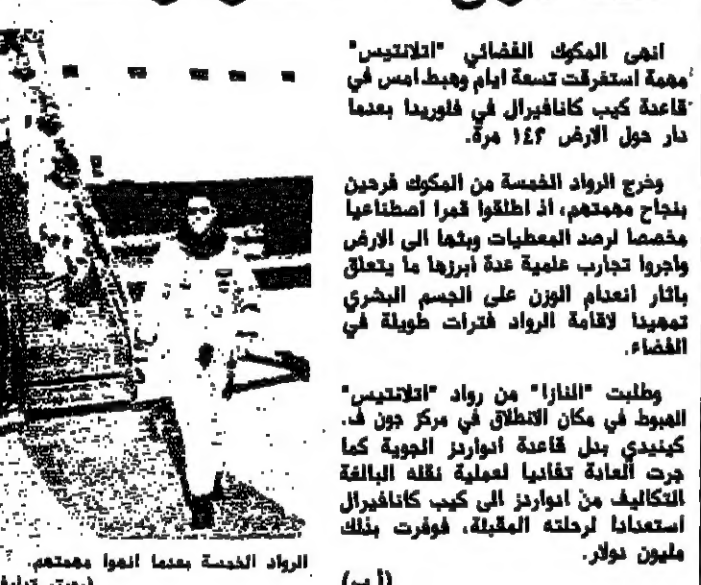 انهى المكوك الفضائي "اتلانتيس"
مهمة استغرقت تسعة ايام وهبط امس في
قاعدة كيب كانافيرال في فلوريدا بعدما
دار حول الارض ١٤٢ مرة.
وخرج الرواد الخمسة من المكوك فرحين
بنجاح مهمتهم، اذ اطلقوا قمرا اصطناعيا
مخصصا لرصد المعطيات وبثها الى الارض
واجروا تجارب علمية عدة أبرزها ما يتعلق
باثار انعدام الوزن على الجسم البشري
تمهيدا لاقامة الرواد فترات طويلة في
الفضاء.
وطلبت "النازا" من رواد "اتلانتيس"
الهبوط في مكان الانطلاق في مركز جون ف.
كينيدي بدل قاعدة ادواردز الجوية كما
جرت العادة تفاديا لعملية نقله البالغة
التكاليف من ادواردز الى كيب كانافيرال
استعدادا لرحلته المقبلة، فوفرت بذلك
مليون دولار.
(أ ب)
الرواد الخمسة بعدما انهوا مهمتهم.